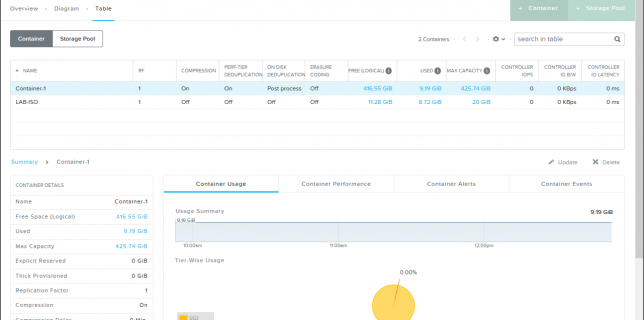 Overview · Diagram · Table
+ Container + Storage Pool
Container Storage Pool
2 Containers · < > · search in table
NAME RF COMPRESSION PERF-TIER DEDUPLICATION ON DISK DEDUPLICATION ERASURE CODING FREE (LOGICAL) USED MAX CAPACITY CONTROLLER IOPS CONTROLLER IO B/W CONTROLLER IO LATENCY
Container-1 1 On On Post process Off 416.55 GiB 9.19 GiB 425.74 GiB 0 0 KBps 0 ms
LAB-ISO 1 Off Off Off Off 11.28 GiB 8.72 GiB 20 GiB 0 0 KBps 0 ms
Summary > Container-1
Update Delete
CONTAINER DETAILS
Name Container-1
Free Space (Logical) 416.55 GiB
Used 9.19 GiB
Max Capacity 425.74 GiB
Explicit Reserved 0 GiB
Thick Provisioned 0 GiB
Replication Factor 1
Compression On
Compression Delay 0 Min.
Container Usage Container Performance Container Alerts Container Events
Usage Summary 9.19 GiB
9.19 GiB
10:00am 11:00am 12:00pm
Tier-Wise Usage
0.00%
SSD